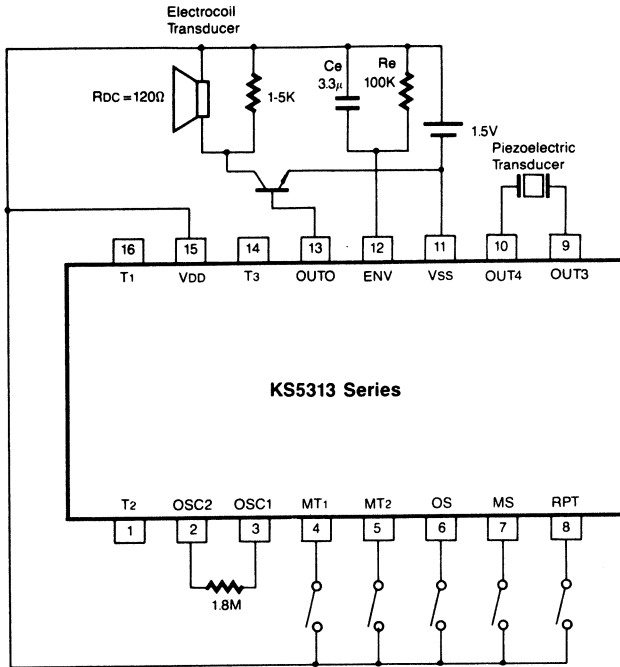 Electrocoil
Transducer
RDC=120Ω
1-5K
Ce
3.3μ
Re
100K
1.5V
Piezoelectric
Transducer
16 15 14 13 12 11 10 9
T1 VDD T3 OUTO ENV VSS OUT4 OUT3
KS5313 Series
T2 OSC2 OSC1 MT1 MT2 OS MS RPT
1 2 3 4 5 6 7 8
1.8M